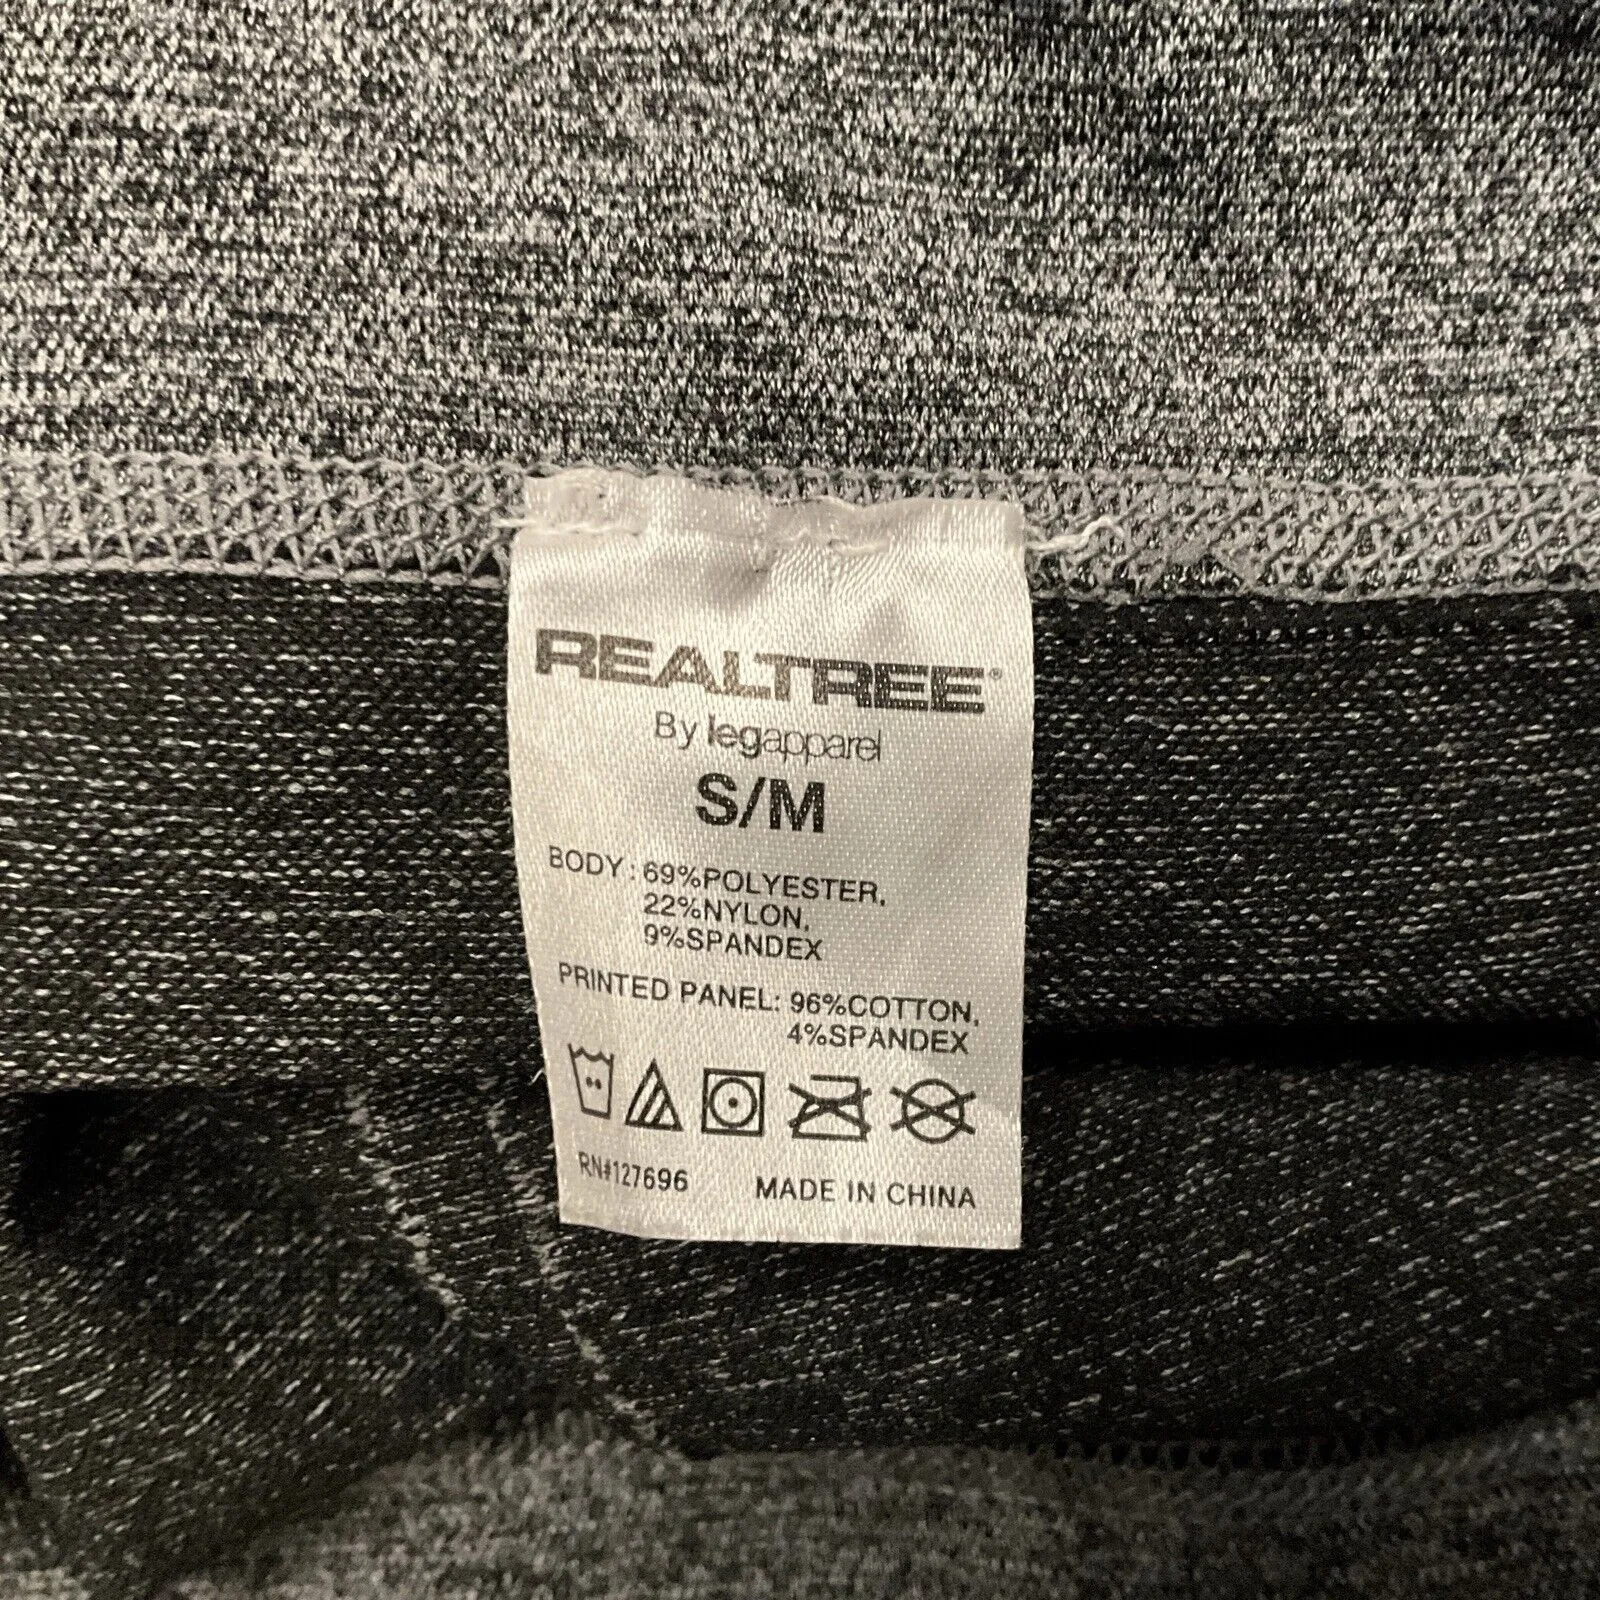 REALTREE®
By legapparel
S/M
BODY : 69%POLYESTER,
22%NYLON,
9%SPANDEX
PRINTED PANEL: 96%COTTON,
4%SPANDEX
RN#127696 MADE IN CHINA